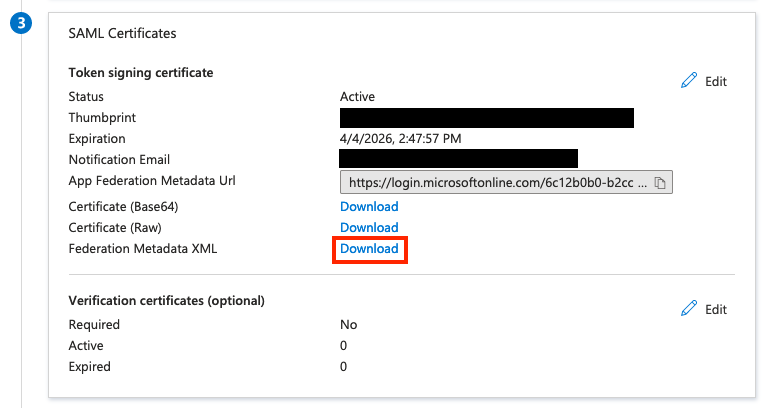 3
SAML Certificates
Token signing certificate
Edit
Status Active
Thumbprint
Expiration 4/4/2026, 2:47:57 PM
Notification Email
App Federation Metadata Url https://login.microsoftonline.com/6c12b0b0-b2cc ...
Certificate (Base64) Download
Certificate (Raw) Download
Federation Metadata XML Download
Verification certificates (optional)
Edit
Required No
Active 0
Expired 0